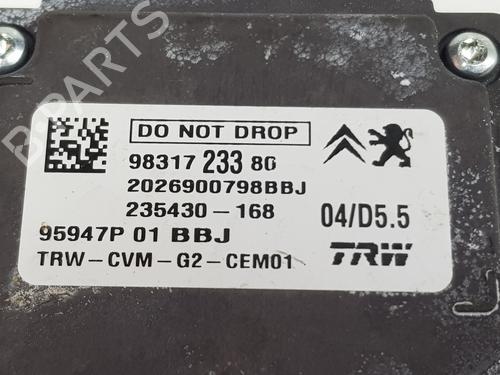 DO NOT DROP
98317 233 80
2026900798BBJ
235430-168
04/D5.5
95947P 01 BBJ
TRW
TRW-CVM-G2-CEM01
B-PARTS